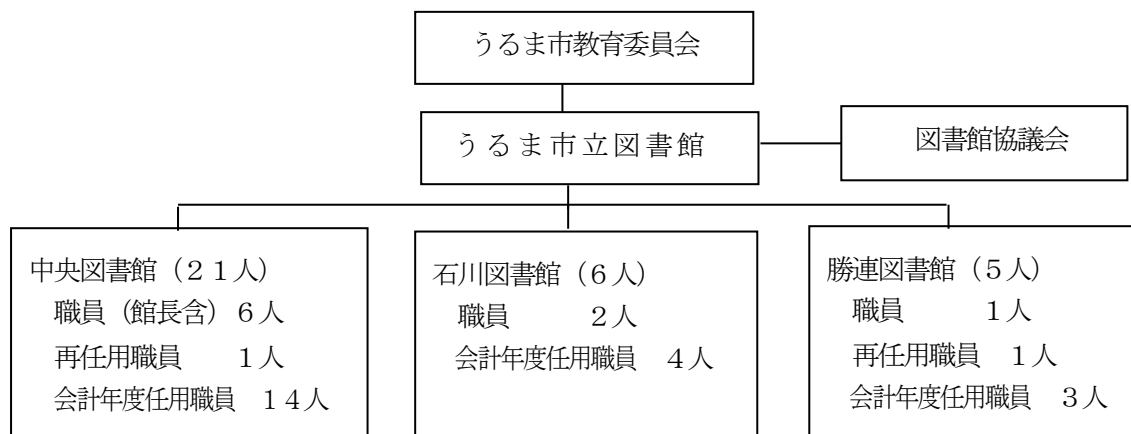 うるま市教育委員会
うるま市立図書館
図書館協議会
中央図書館（２１人）
職員（館長含）６人
再任用職員　１人
会計年度任用職員　１４人
石川図書館（６人）
職員　２人
会計年度任用職員　４人
勝連図書館（５人）
職員　１人
再任用職員　１人
会計年度任用職員　３人